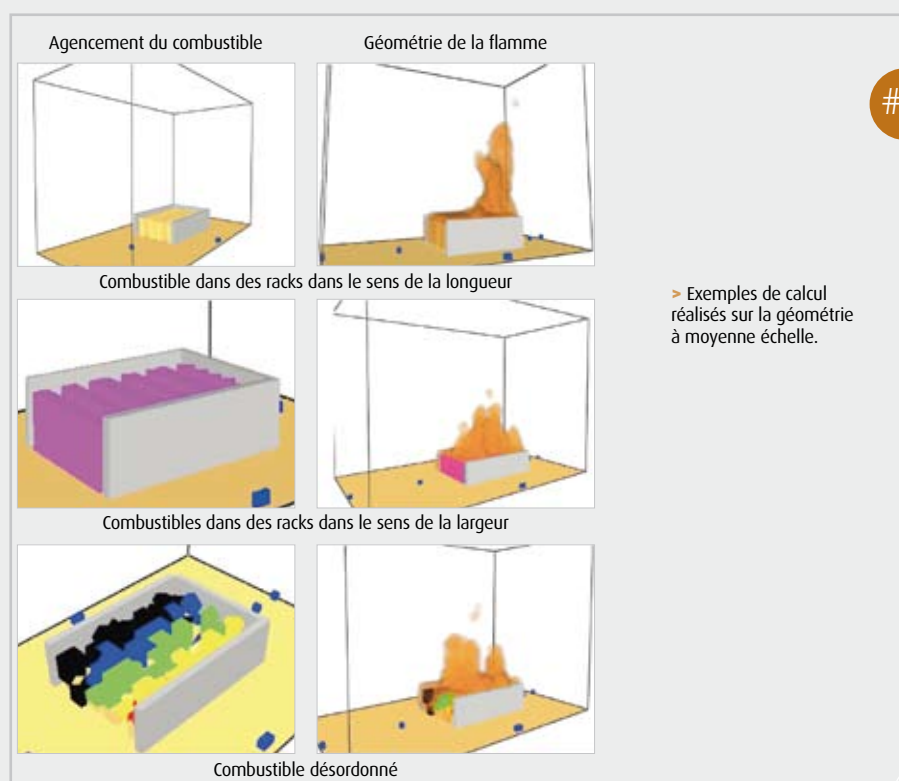 Agencement du combustible
Géométrie de la flamme
#
Combustible dans des racks dans le sens de la longueur
> Exemples de calcul
réalisés sur la géométrie
à moyenne échelle.
Combustibles dans des racks dans le sens de la largeur
Combustible désordonné